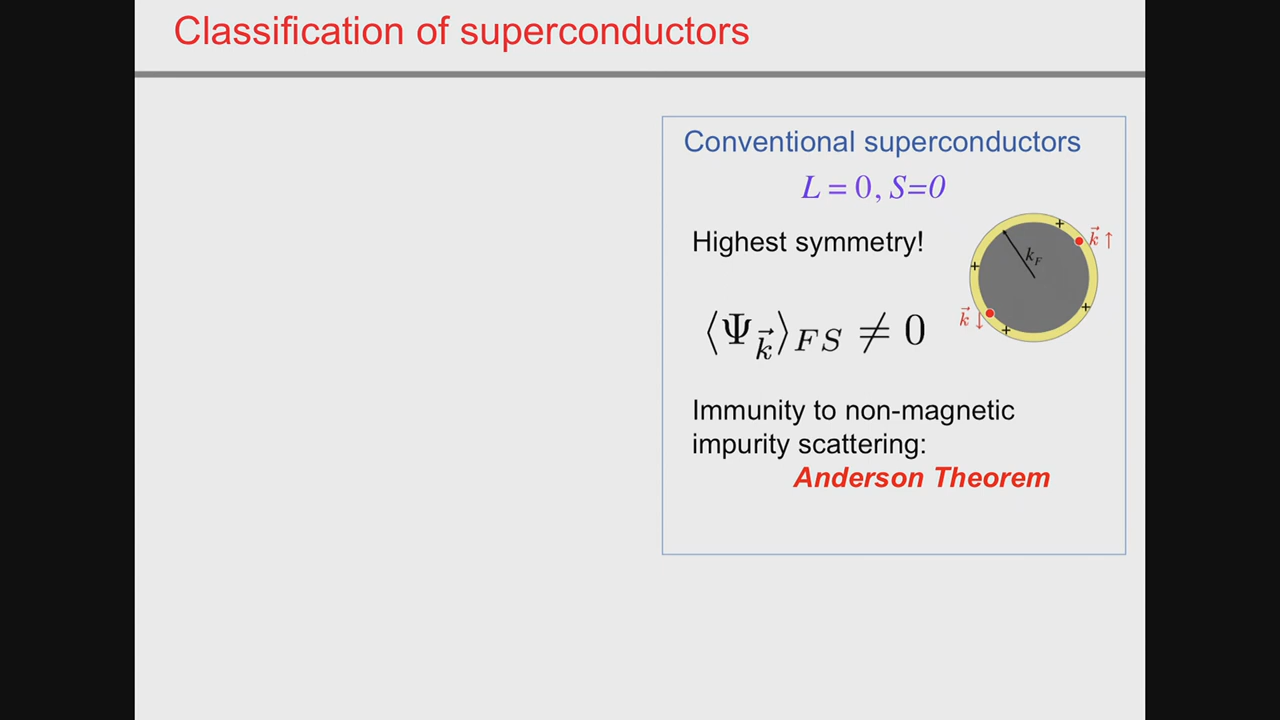 Classification of superconductors
Conventional superconductors
L = 0, S=0
Highest symmetry!
+
k⃗ ↑
k_F
+
+
k⃗ ↓
+
⟨Ψ_k⃗⟩_FS ≠ 0
Immunity to non-magnetic
impurity scattering:
Anderson Theorem